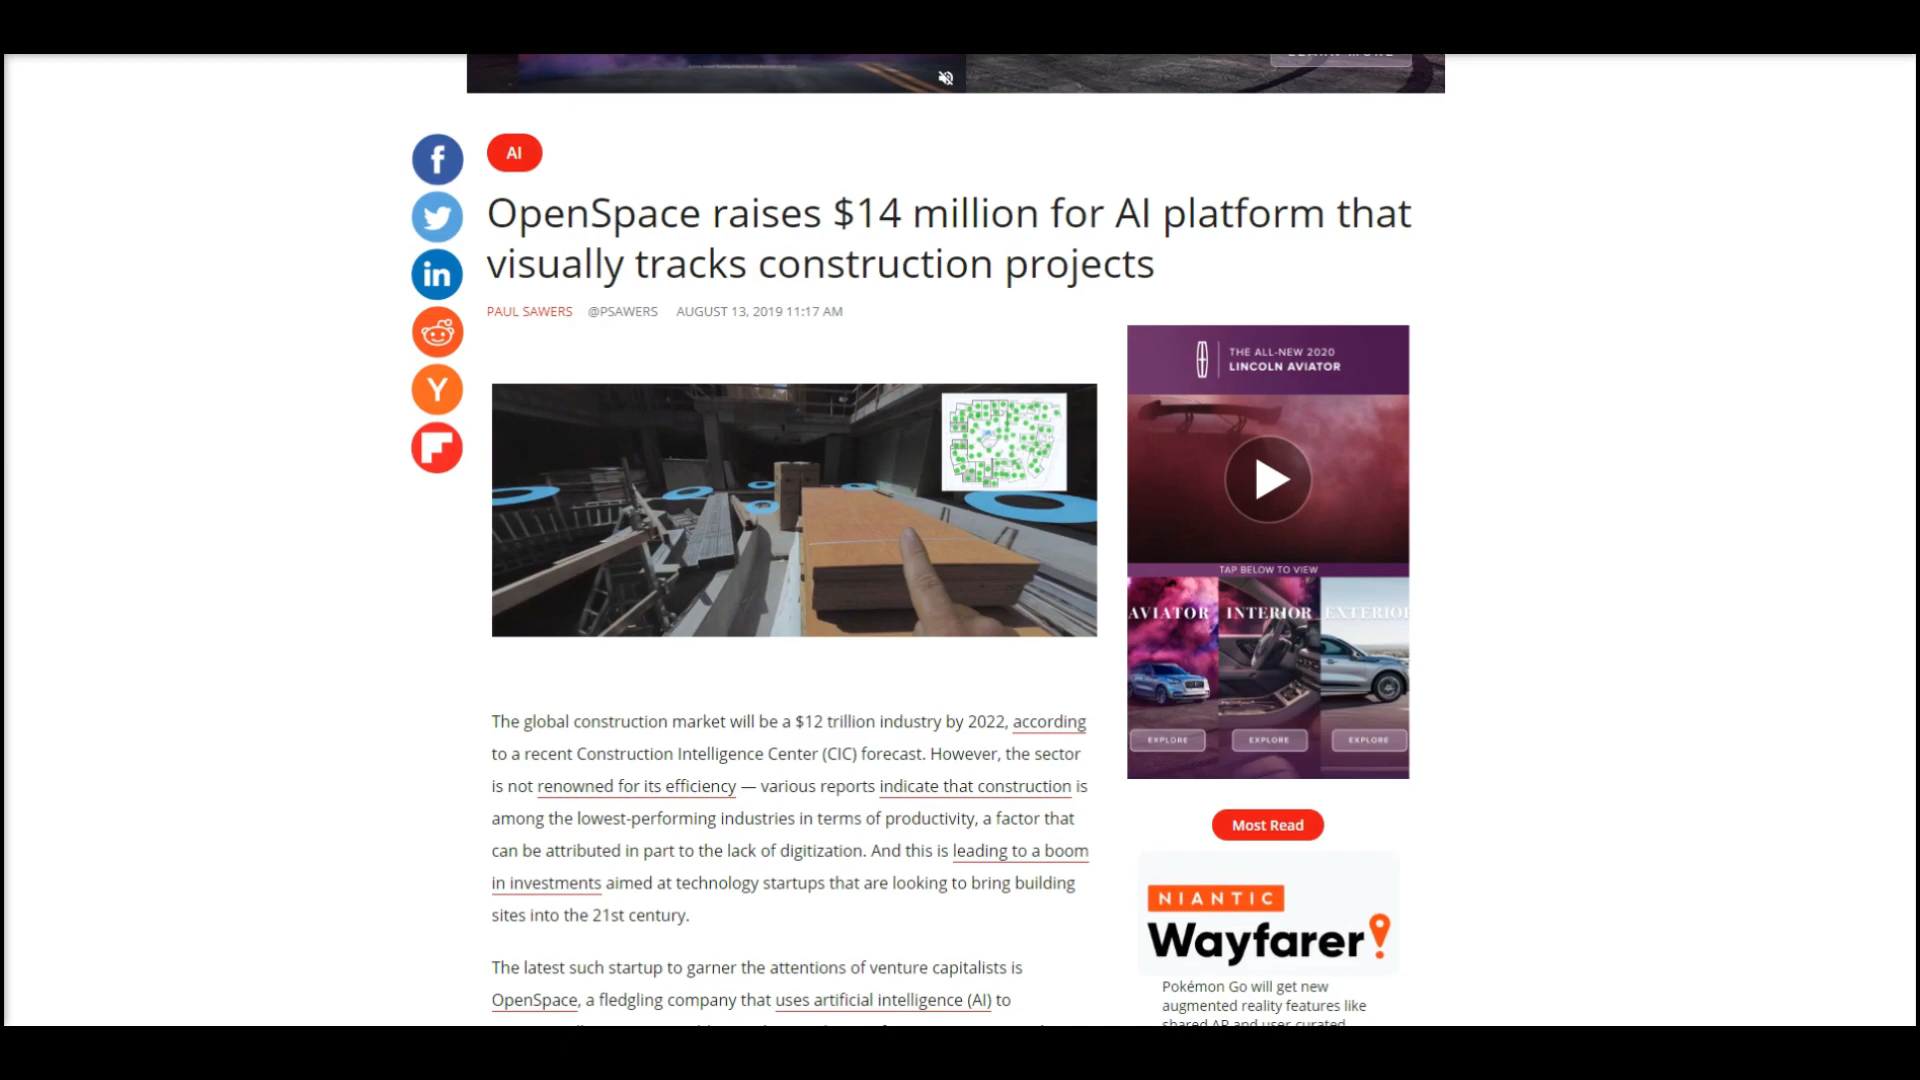 AI
OpenSpace raises $14 million for AI platform that
visually tracks construction projects
PAUL SAWERS @PSAWERS AUGUST 13, 2019 11:17 AM
The global construction market will be a $12 trillion industry by 2022, according
to a recent Construction Intelligence Center (CIC) forecast. However, the sector
is not renowned for its efficiency — various reports indicate that construction is
among the lowest-performing industries in terms of productivity, a factor that
can be attributed in part to the lack of digitization. And this is leading to a boom
in investments aimed at technology startups that are looking to bring building
sites into the 21st century.
The latest such startup to garner the attentions of venture capitalists is
OpenSpace, a fledgling company that uses artificial intelligence (AI) to
THE ALL-NEW 2020
LINCOLN AVIATOR
TAP BELOW TO VIEW
AVIATOR INTERIOR EXTERIOR
EXPLORE EXPLORE EXPLORE
Most Read
NIANTIC
Wayfarer
Pokémon Go will get new
augmented reality features like
shared AR and user-curated